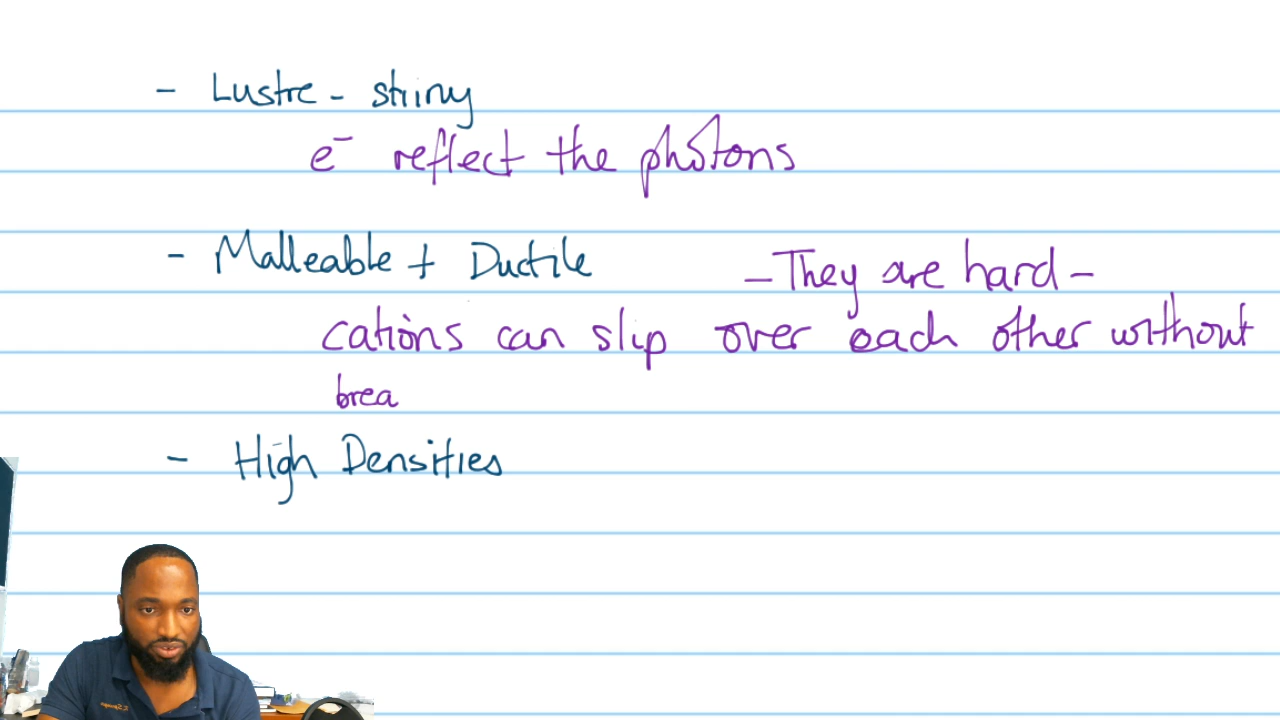 - Lustre - shiny
e⁻ reflect the photons
- Malleable + Ductile
- They are hard -
cations can slip over each other without
brea
- High Densities